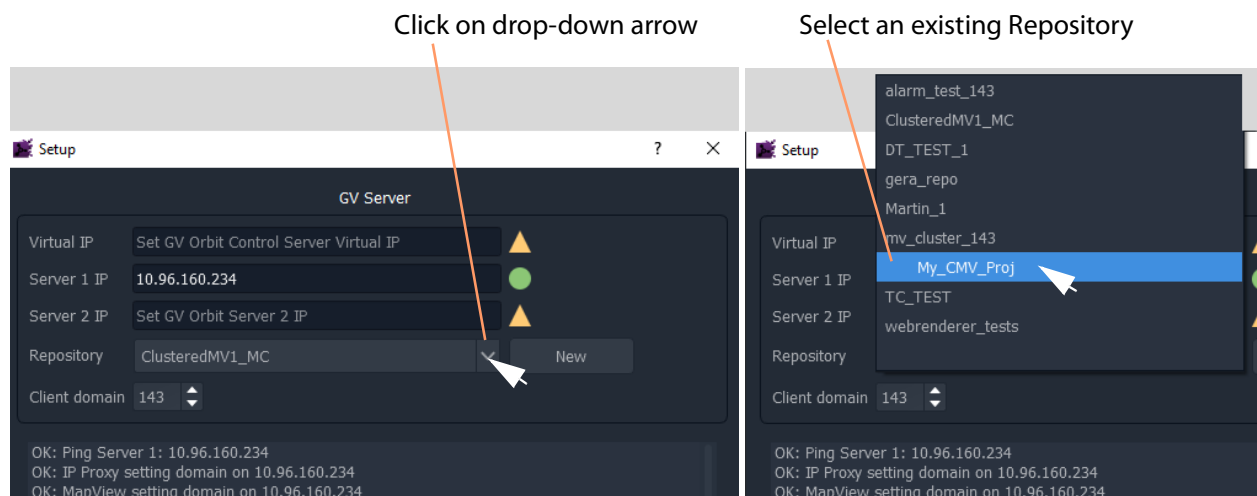 Click on drop-down arrow
Select an existing Repository
Setup ? ×
GV Server
Virtual IP Set GV Orbit Control Server Virtual IP
Server 1 IP 10.96.160.234
Server 2 IP Set GV Orbit Server 2 IP
Repository ClusteredMV1_MC New
Client domain 143
OK: Ping Server 1: 10.96.160.234
OK: IP Proxy setting domain on 10.96.160.234
OK: MapView setting domain on 10.96.160.234
alarm_test_143
ClusteredMV1_MC
Setup
DT_TEST_1
gera_repo
Martin_1
Virtual IP
mv_cluster_143
My_CMV_Proj
Server 1 IP
TC_TEST
Server 2 IP
webrenderer_tests
Repository
Client domain 143
OK: Ping Server 1: 10.96.160.234
OK: IP Proxy setting domain on 10.96.160.234
OK: MapView setting domain on 10.96.160.234